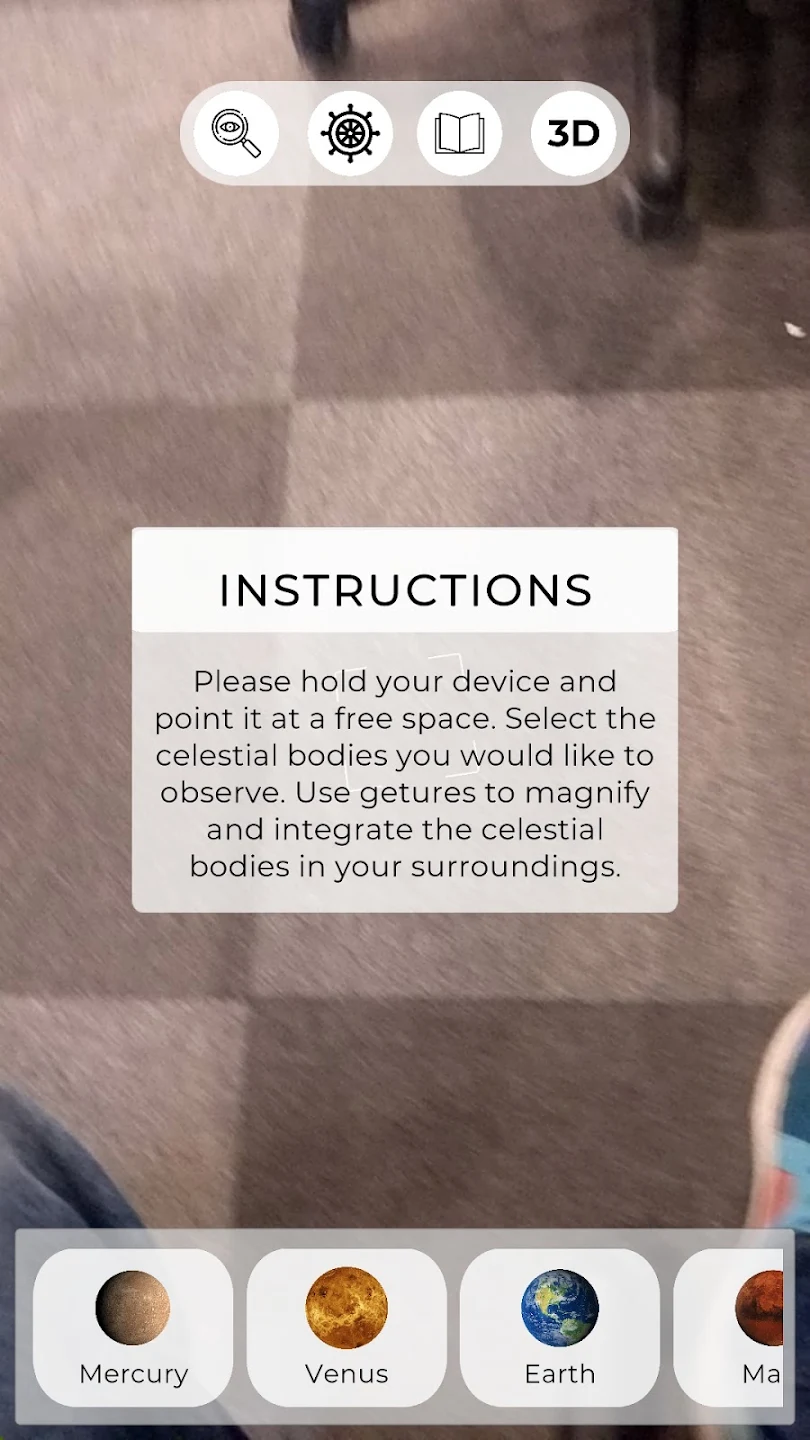 3D
INSTRUCTIONS
Please hold your device and
point it at a free space. Select the
celestial bodies you would like to
observe. Use getures to magnify
and integrate the celestial
bodies in your surroundings.
Mercury
Venus
Earth
Ma